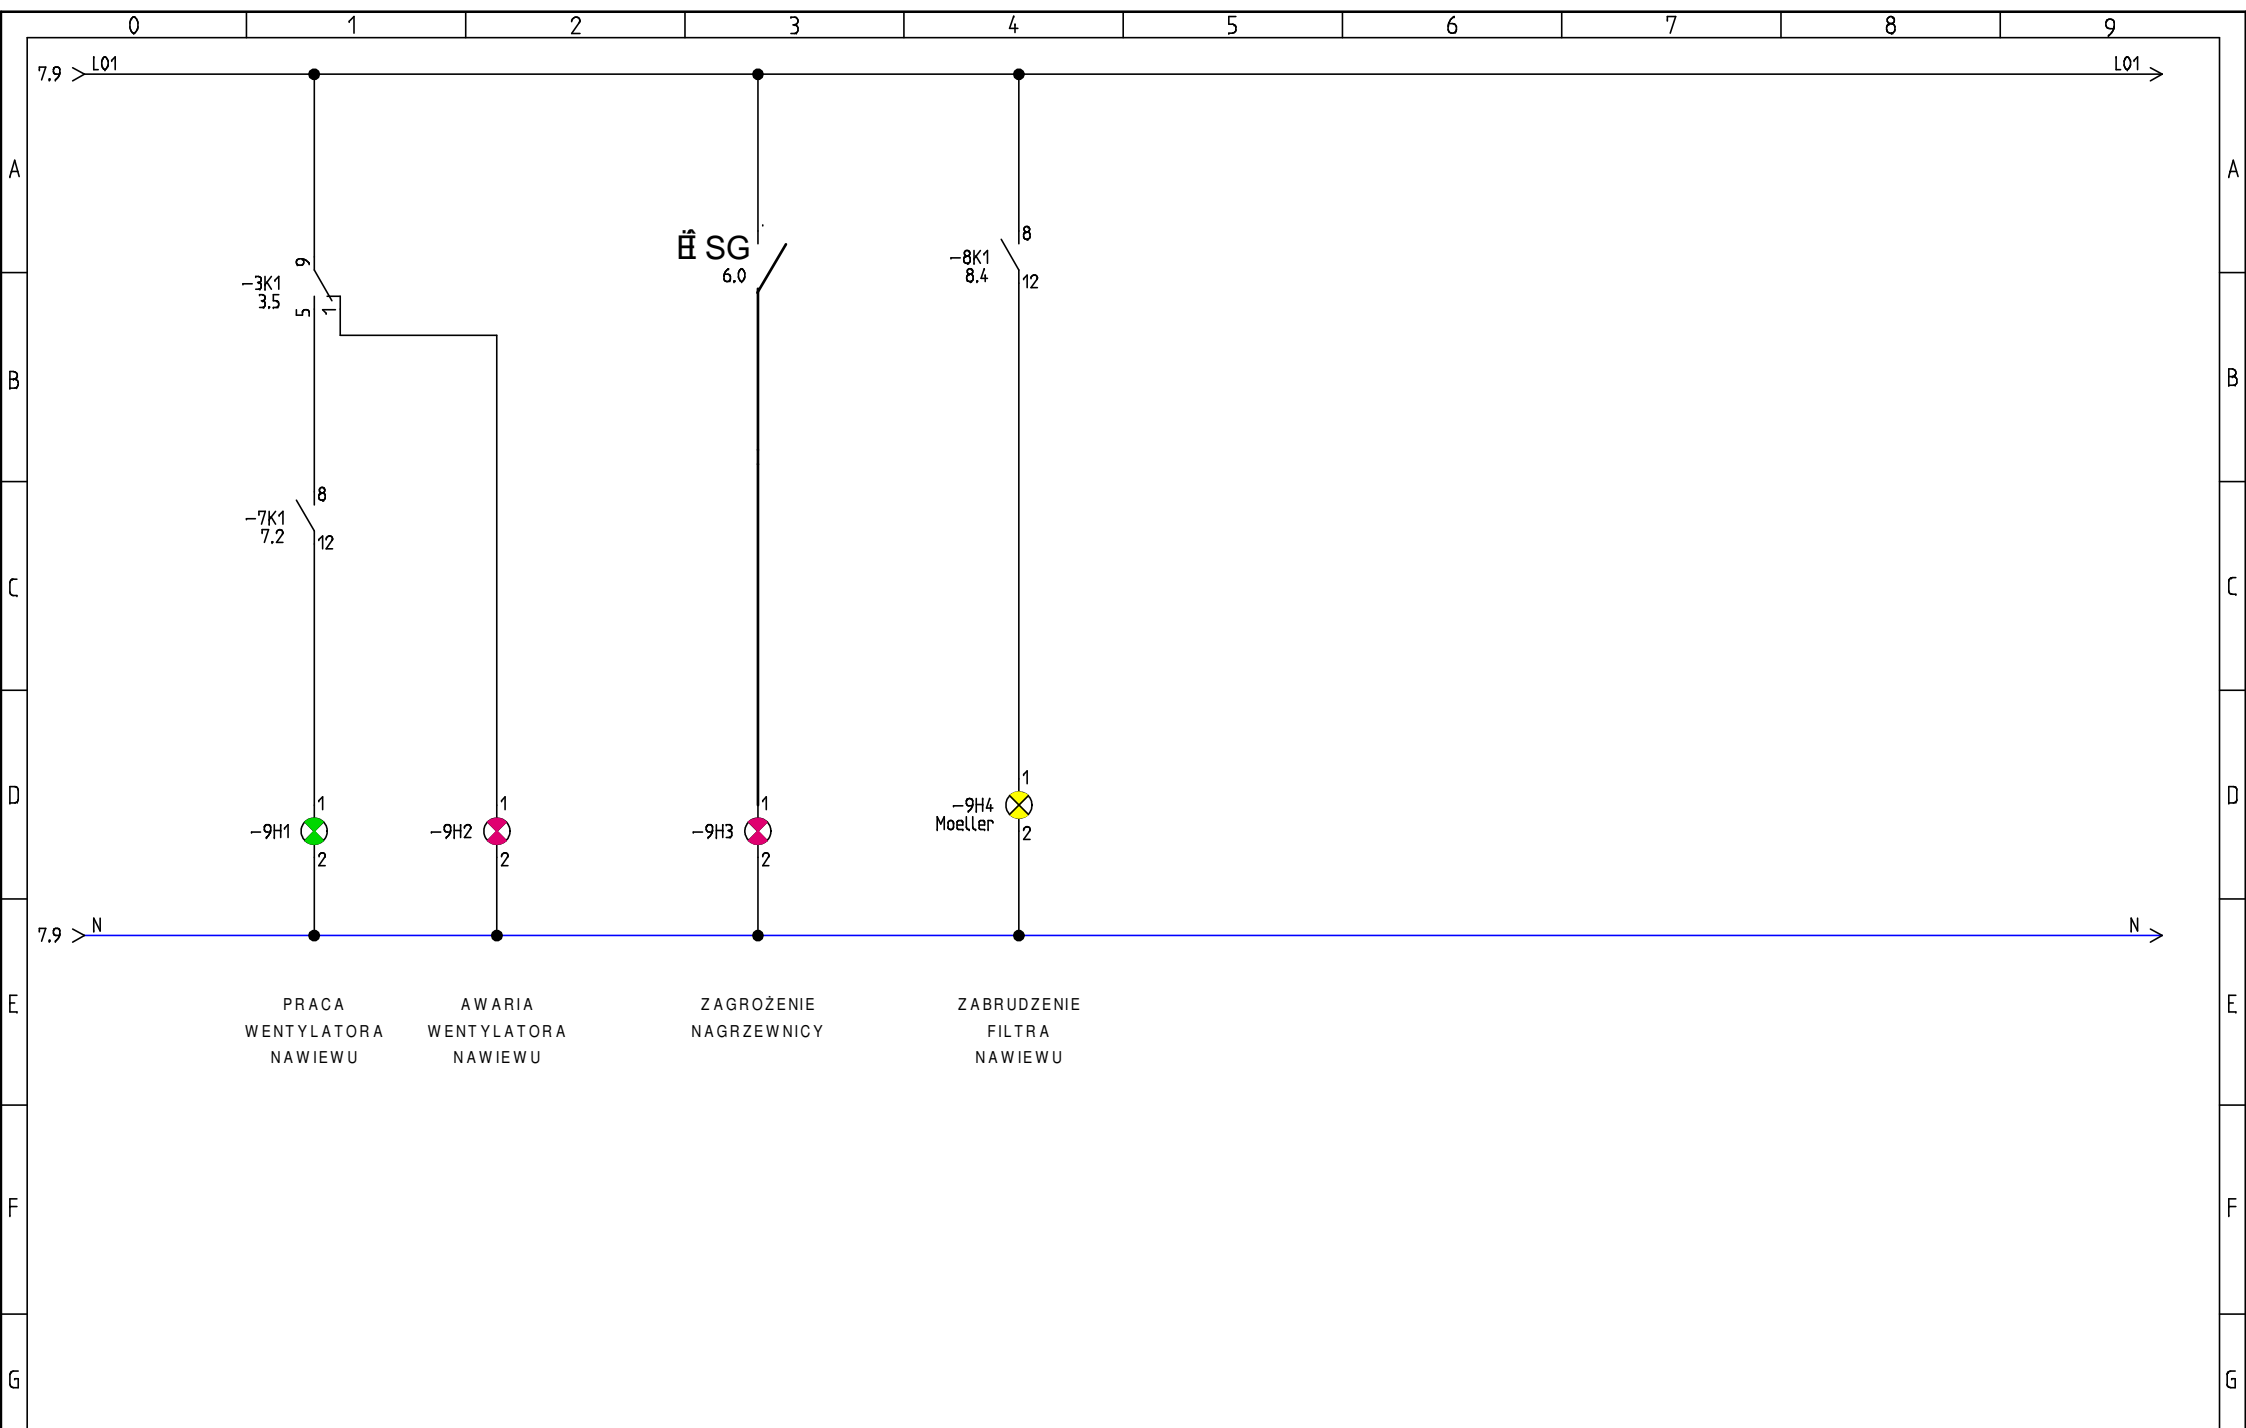 0 1 2 3 4 5 6 7 8 9
7.9 L01 L01
A A
9
-3K1
3.5
5 1
SG
6.0
8
-8K1
8.4
12
B B
8
-7K1
7.2
12
C C
D D
1
-9H1
2
1
-9H2
2
1
-9H3
2
1
-9H4
Moeller
2
7.9 N N
E E
PRACA
WENTYLATORA
NAWIEWU
AWARIA
WENTYLATORA
NAWIEWU
ZAGROŻENIE
NAGRZEWNICY
ZABRUDZENIE
FILTRA
NAWIEWU
F F
G G